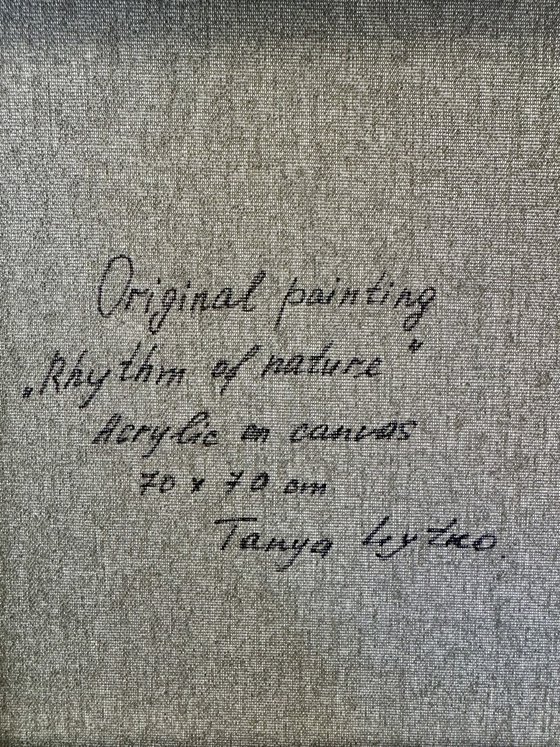 Original painting
„Rhythm of nature"
Acrylic on canvas
70 x 70 cm
Tanya Lytko